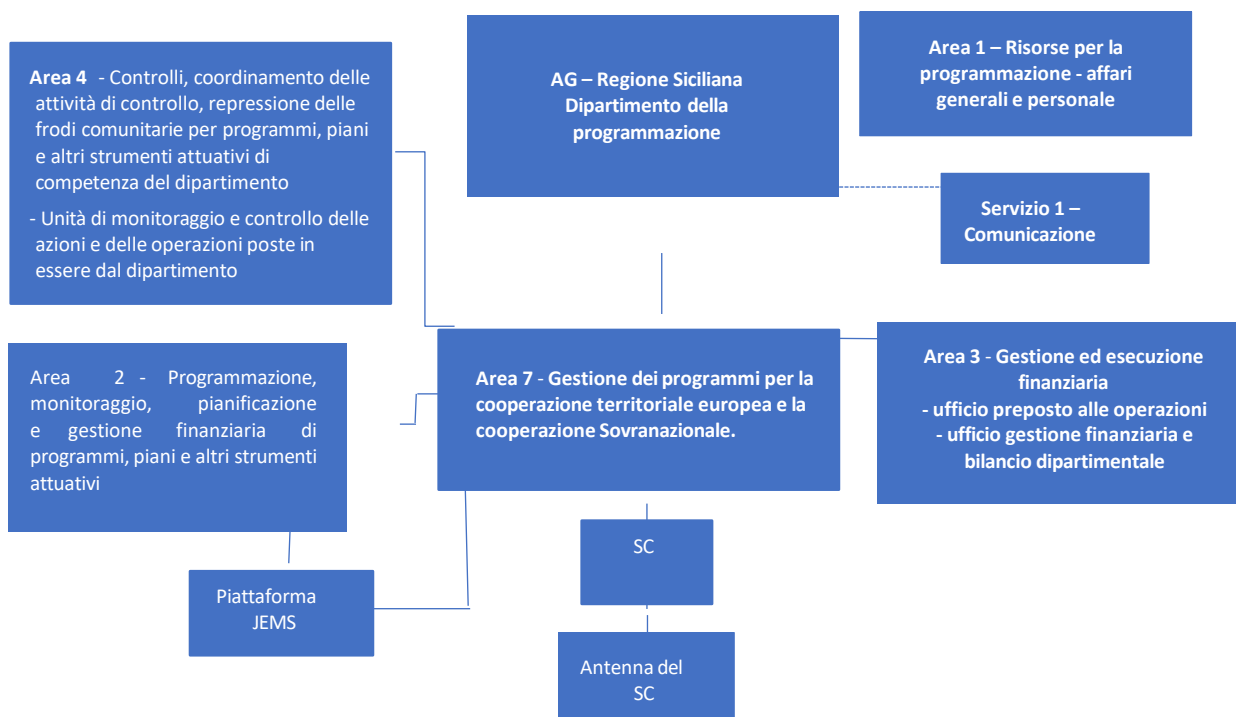 Area 4 - Controlli, coordinamento delle
attività di controllo, repressione delle
frodi comunitarie per programmi, piani
e altri strumenti attuativi di
competenza del dipartimento
- Unità di monitoraggio e controllo delle
azioni e delle operazioni poste in
essere dal dipartimento
AG – Regione Siciliana
Dipartimento della
programmazione
Area 1 – Risorse per la
programmazione - affari
generali e personale
Servizio 1 –
Comunicazione
Area 2 - Programmazione,
monitoraggio, pianificazione
e gestione finanziaria di
programmi, piani e altri strumenti
attuativi
Area 7 - Gestione dei programmi per la
cooperazione territoriale europea e la
cooperazione Sovranazionale.
Area 3 - Gestione ed esecuzione
finanziaria
- ufficio preposto alle operazioni
- ufficio gestione finanziaria e
bilancio dipartimentale
Piattaforma
JEMS
SC
Antenna del
SC